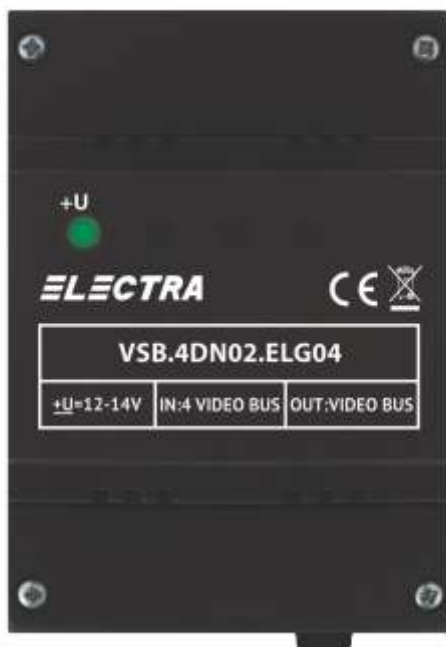 +U
ELECTRA
CE
VSB.4DN02.ELG04
+U=12-14V IN:4 VIDEO BUS OUT:VIDEO BUS